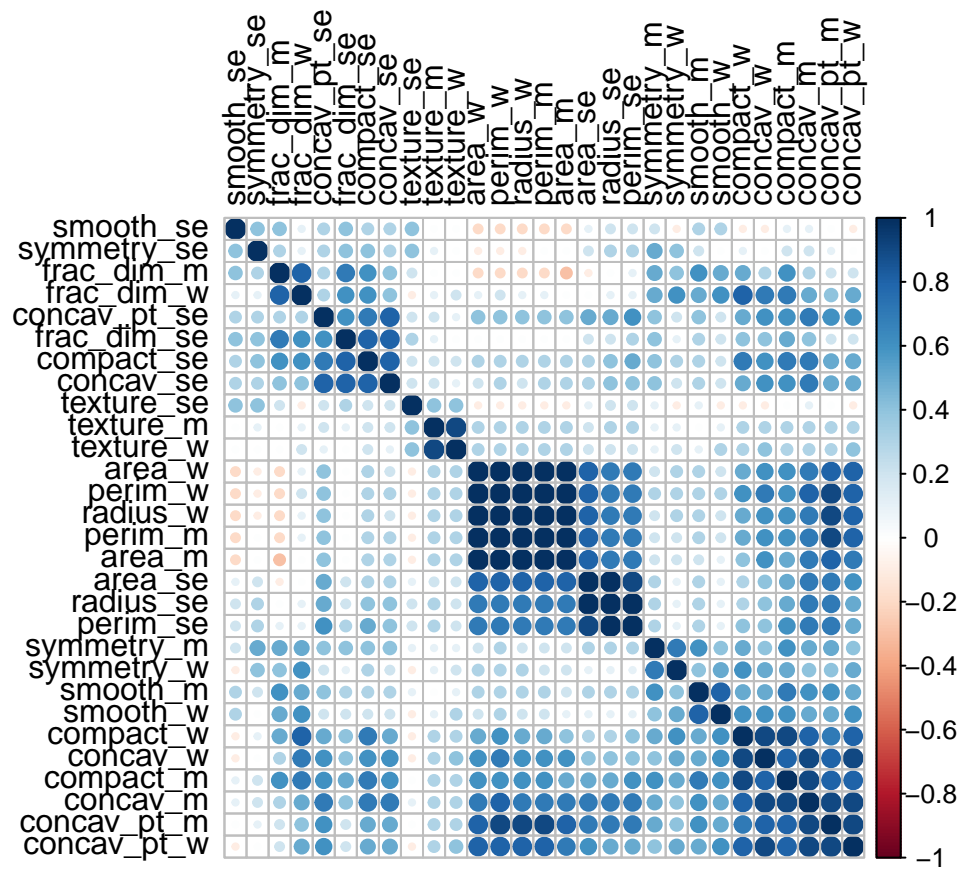 smooth_se
symmetry_se
frac_dim_m
frac_dim_w
concav_pt_se
frac_dim_se
compact_se
concav_se
texture_se
texture_m
texture_w
area_w
perim_w
radius_w
perim_m
area_m
area_se
radius_se
perim_se
symmetry_m
symmetry_w
smooth_m
smooth_w
compact_w
concav_w
compact_m
concav_m
concav_pt_m
concav_pt_w
smooth_se
symmetry_se
frac_dim_m
frac_dim_w
concav_pt_se
frac_dim_se
compact_se
concav_se
texture_se
texture_m
texture_w
area_w
perim_w
radius_w
perim_m
area_m
area_se
radius_se
perim_se
symmetry_m
symmetry_w
smooth_m
smooth_w
compact_w
concav_w
compact_m
concav_m
concav_pt_m
concav_pt_w
1
0.8
0.6
0.4
0.2
0
−0.2
−0.4
−0.6
−0.8
−1